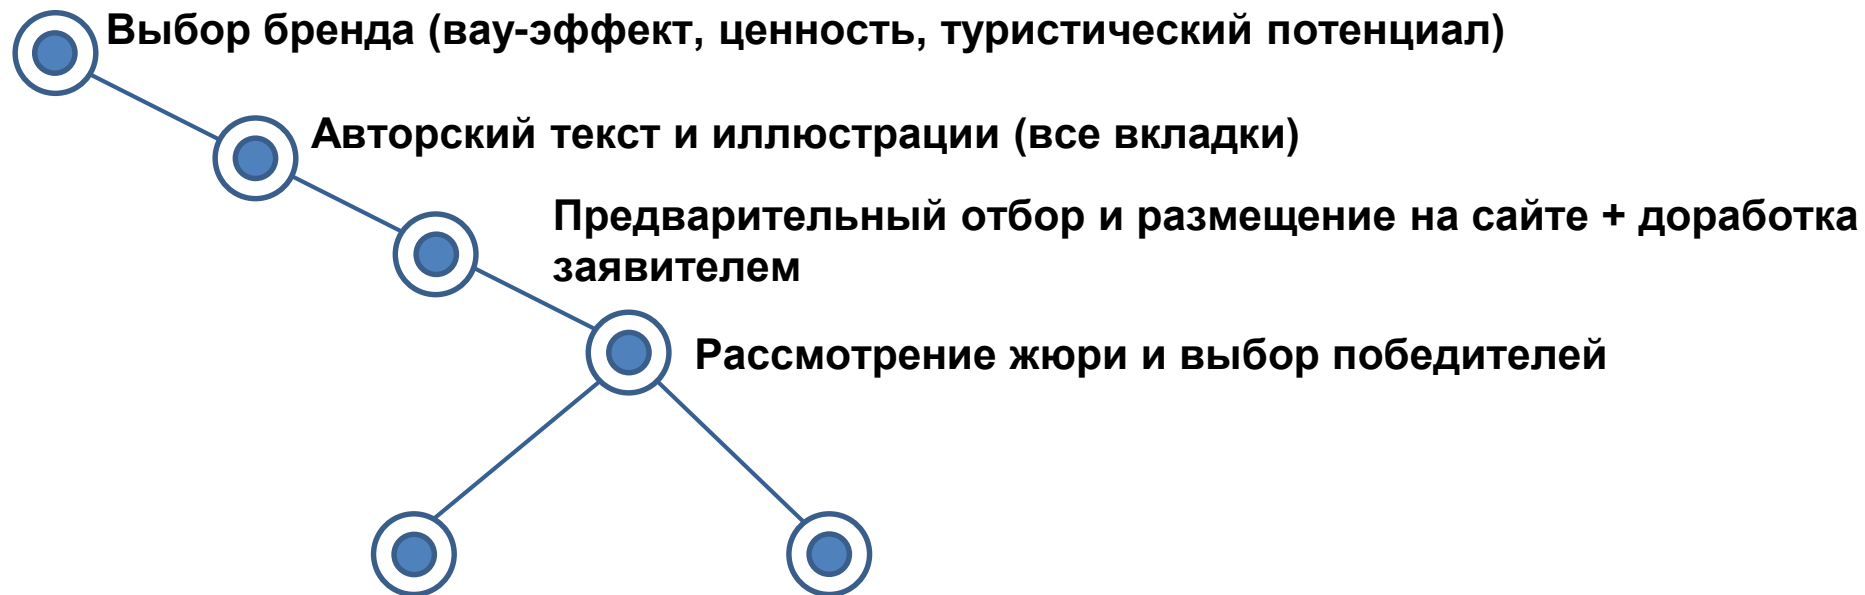 Выбор бренда (вау-эффект, ценность, туристический потенциал)
Авторский текст и иллюстрации (все вкладки)
Предварительный отбор и размещение на сайте + доработка
заявителем
Рассмотрение жюри и выбор победителей